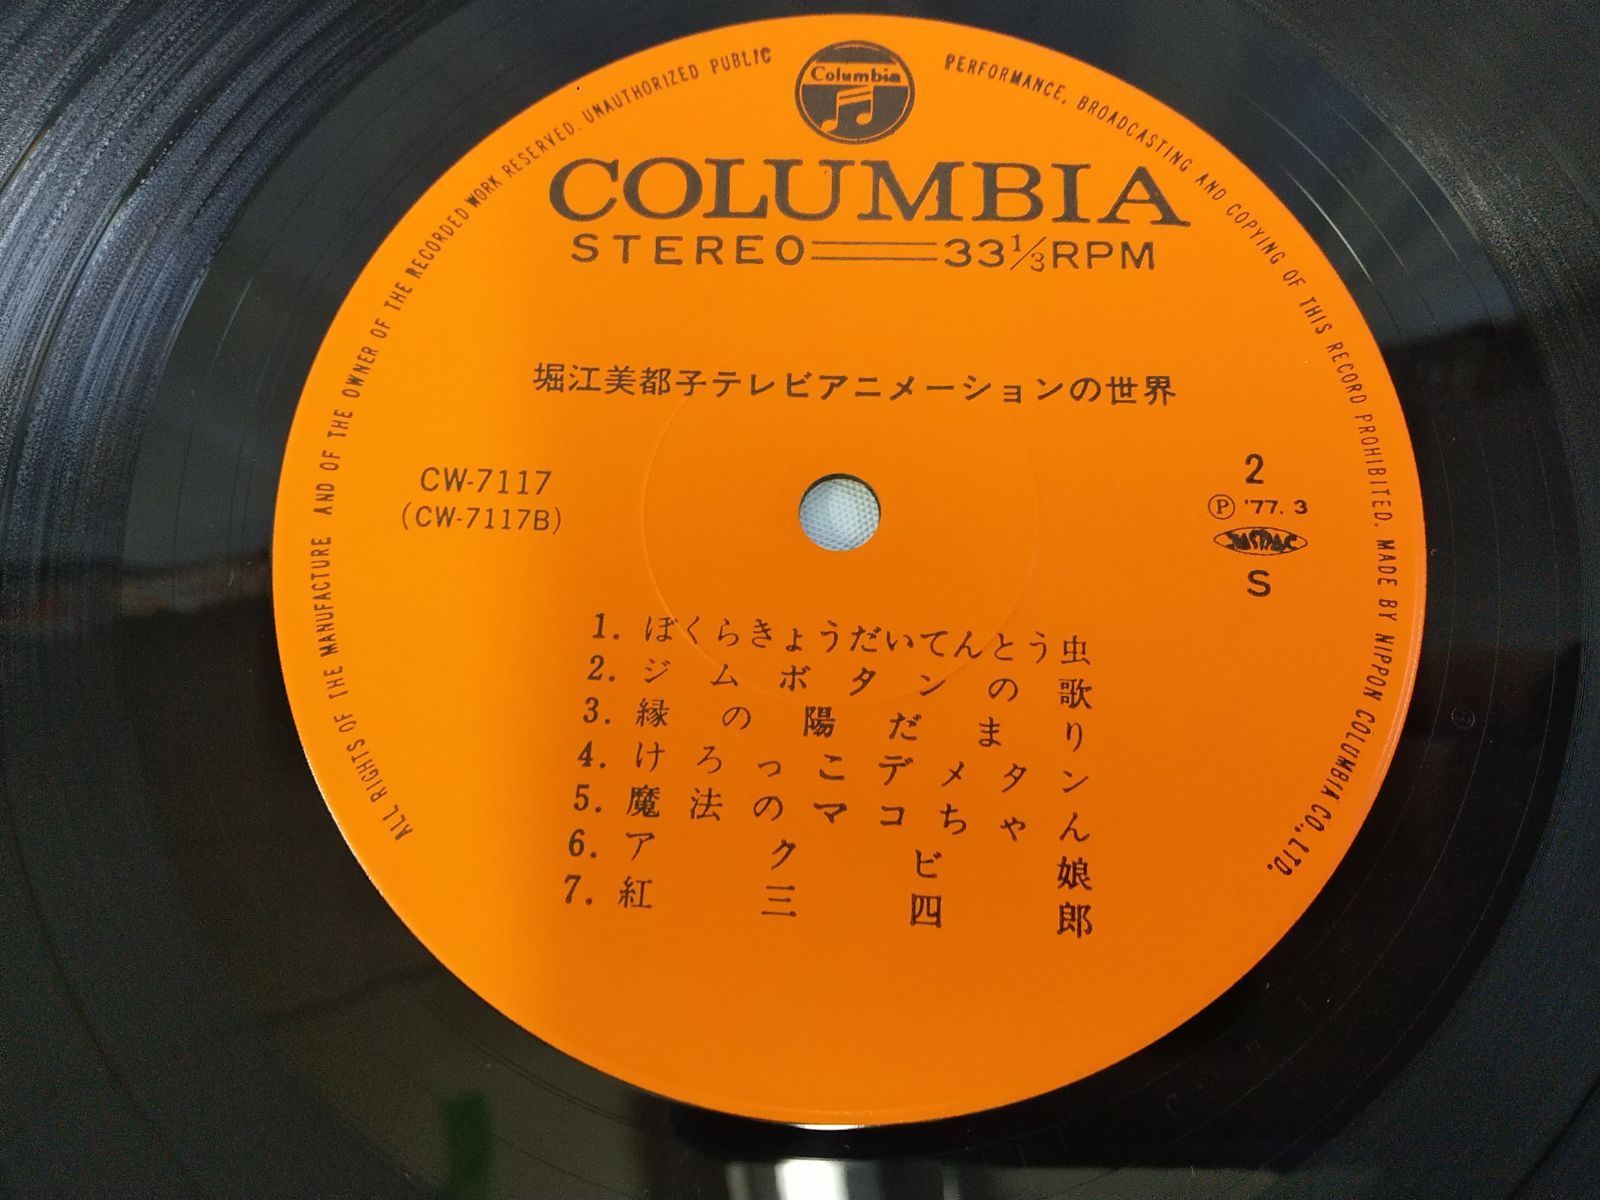 Columbia
COLUMBIA
STEREO 33 1/3 RPM
堀江美都子テレビアニメーションの世界
CW-7117
(CW-7117B)
2
Ⓟ '77. 3
S
1. ぼくらきょうだいてんとう虫
2. ジムボタンの歌
3. 縁の陽だまり
4. けろっこデメタン
5. 魔法のマコちゃん
6. アクビ娘
7. 紅三四郎
ALL RIGHTS OF THE MANUFACTURE AND OF THE OWNER OF THE RECORDED WORK RESERVED. UNAUTHORIZED PUBLIC PERFORMANCE, BROADCASTING AND COPYING OF THIS RECORD PROHIBITED. MADE BY NIPPON COLUMBIA CO., LTD.